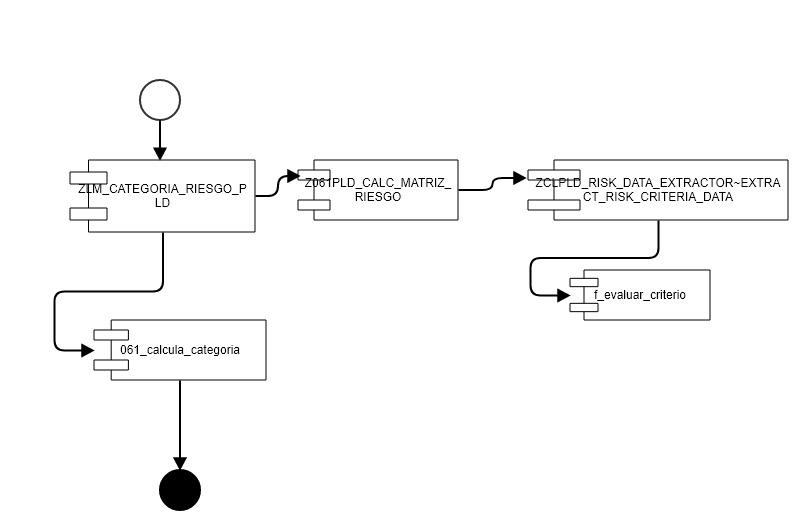 ZLM_CATEGORIA_RIESGO_P
LD
Z061PLD_CALC_MATRIZ_
RIESGO
ZCLPLD_RISK_DATA_EXTRACTOR~EXTRA
CT_RISK_CRITERIA_DATA
f_evaluar_criterio
061_calcula_categoria